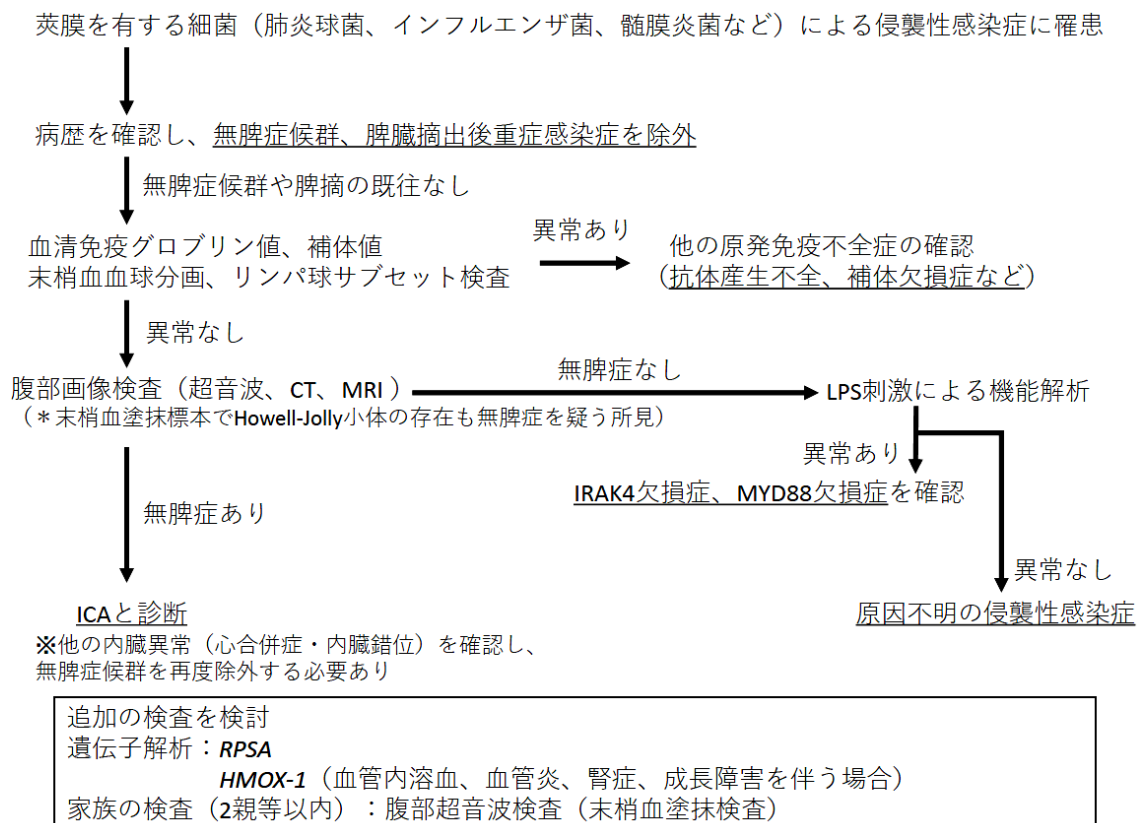 莢膜を有する細菌（肺炎球菌、インフルエンザ菌、髄膜炎菌など）による侵襲性感染症に罹患
病歴を確認し、無脾症候群、脾臓摘出後重症感染症を除外
無脾症候群や脾摘の既往なし
血清免疫グロブリン値、補体値
末梢血血球分画、リンパ球サブセット検査
異常あり
他の原発免疫不全症の確認
（抗体産生不全、補体欠損症など）
異常なし
腹部画像検査（超音波、CT、MRI ）
（＊末梢血塗抹標本でHowell-Jolly小体の存在も無脾症を疑う所見）
無脾症なし
LPS刺激による機能解析
異常あり
IRAK4欠損症、MYD88欠損症を確認
無脾症あり
異常なし
ICAと診断
原因不明の侵襲性感染症
※他の内臓異常（心合併症・内臓錯位）を確認し、
無脾症候群を再度除外する必要あり
追加の検査を検討
遺伝子解析：RPSA
HMOX-1（血管内溶血、血管炎、腎症、成長障害を伴う場合）
家族の検査（2親等以内）：腹部超音波検査（末梢血塗抹検査）